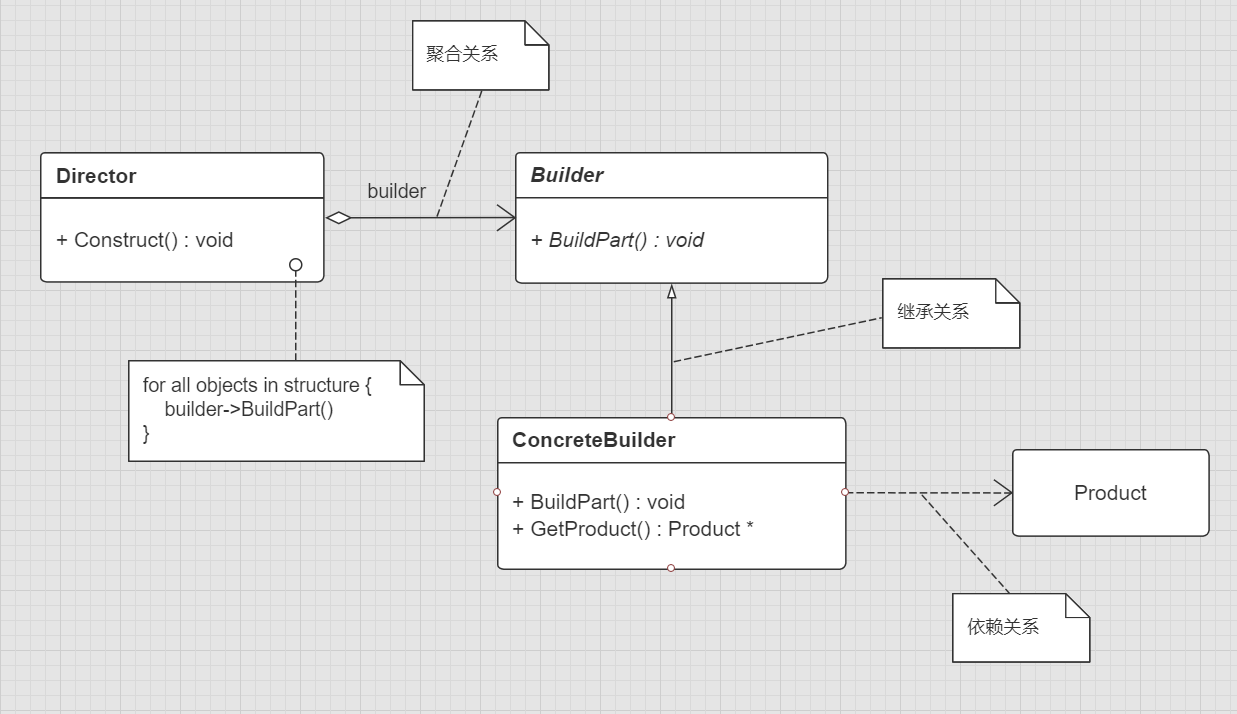 聚合关系
Director
+ Construct() : void
builder
Builder
+ BuildPart() : void
继承关系
for all objects in structure {
    builder->BuildPart()
}
ConcreteBuilder
+ BuildPart() : void
+ GetProduct() : Product *
Product
依赖关系